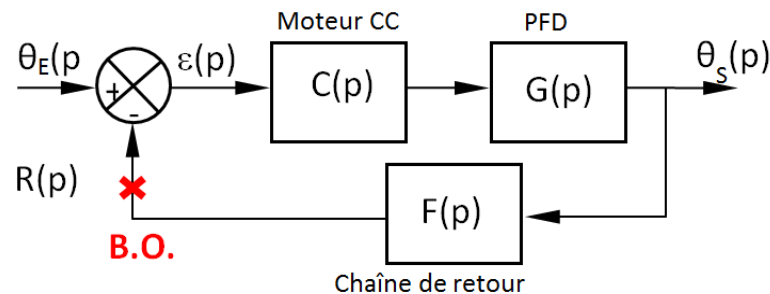 Moteur CC
PFD
θE(p
ε(p)
C(p)
G(p)
θS(p)
+
-
R(p)
F(p)
B.O.
Chaîne de retour